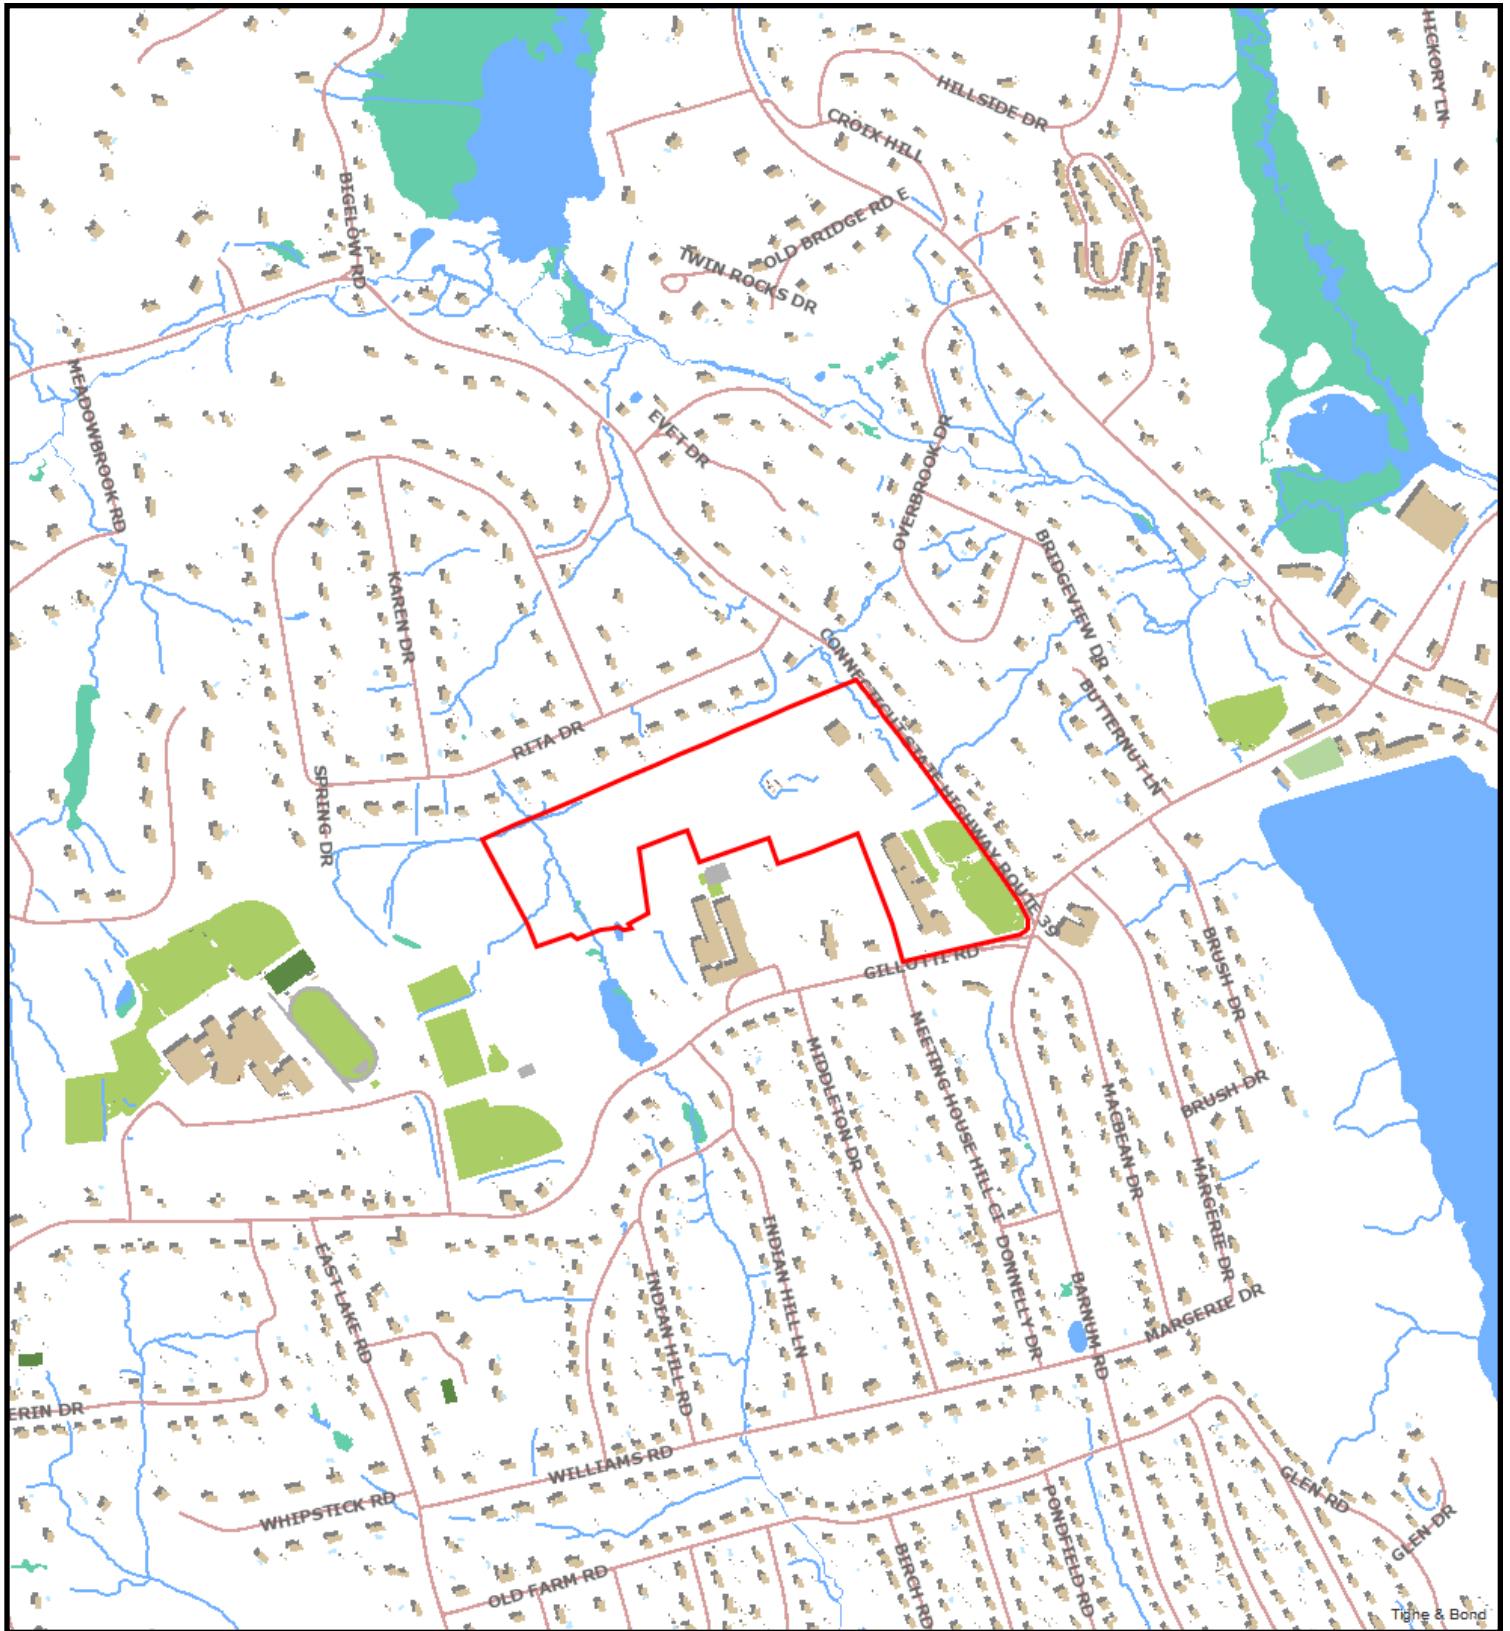 HICKORY LN
HILLSIDE DR
CROIX HILL
BIGELOW RD
OLD BRIDGE RD E
TWIN ROCKS DR
MEADOWBROOK RD
EVET DR
OVERBROOK DR
BRIDGEVIEW DR
KAREN DR
CONNECTICUT STATE HIGHWAY ROUTE 39
BUTTERNUT LN
RITA DR
SPRING DR
BRUSH DR
GILLOTTI RD
MEETING HOUSE HILL CI
MIDDLETON DR
MACBEAN DR
BRUSH DR
MARGERIE DR
INDIAN HILL LN
DONNELLY DR
EAST LAKE RD
INDIAN HILL RD
BARNUM RD
MARGERIE DR
ERIN DR
WILLIAMS RD
WHIPSTICK RD
GLEN RD
PONDFIELD RD
GLEN DR
BIRCH RD
OLD FARM RD
Tighe & Bond